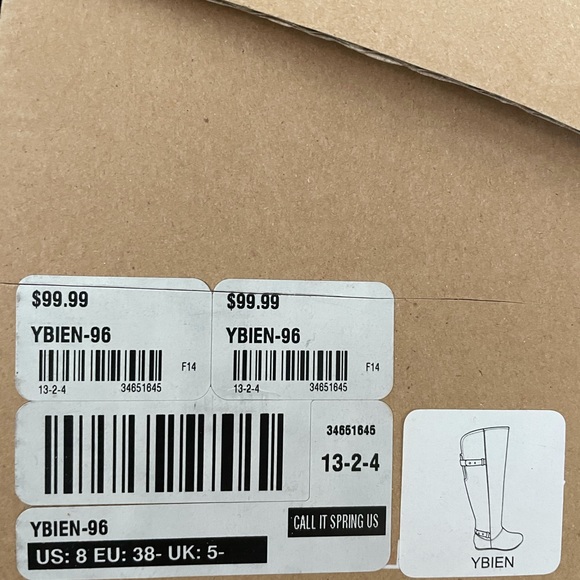 $99.99
YBIEN-96
F14
13-2-4 34651645
$99.99
YBIEN-96
F14
13-2-4 34651645
34651645
13-2-4
YBIEN-96
CALL IT SPRING US
US: 8 EU: 38- UK: 5-
YBIEN